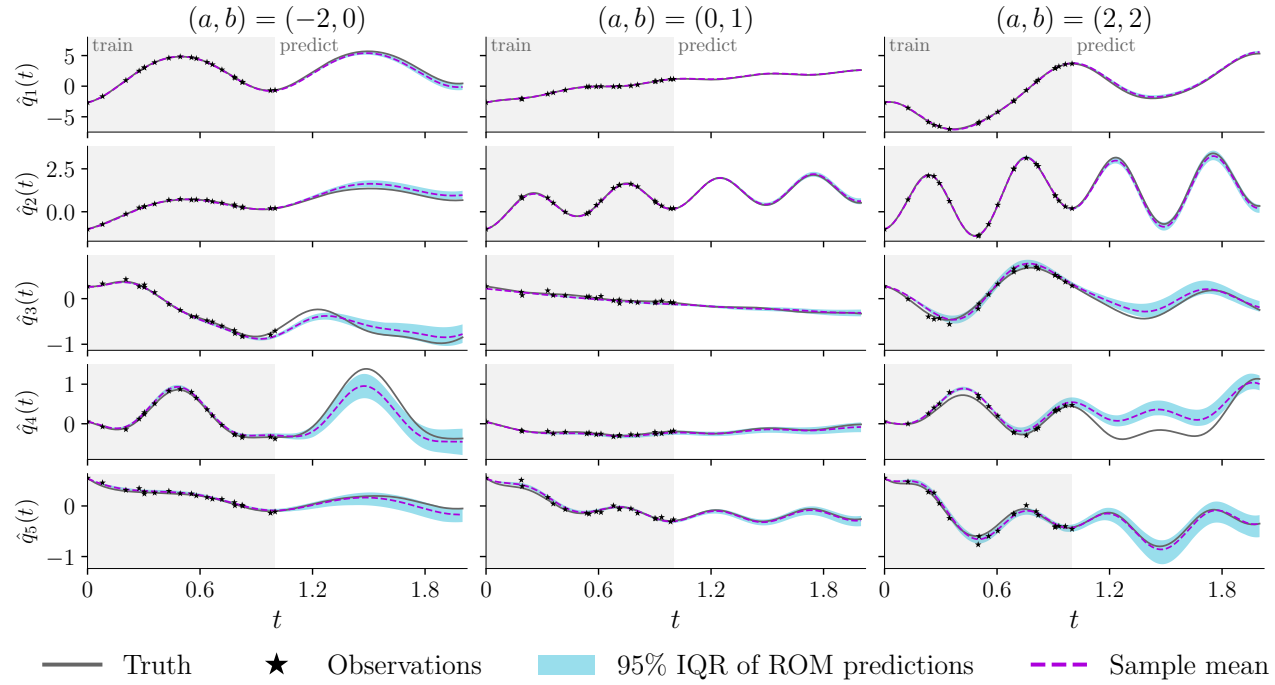 (a, b) = (−2, 0) (a, b) = (0, 1) (a, b) = (2, 2)
train predict train predict train predict
q̂₁(t) 5 0 −5
q̂₂(t) 2.5 0.0
q̂₃(t) 0 −1
q̂₄(t) 1 0
q̂₅(t) 0 −1
0 0.6 1.2 1.8 0 0.6 1.2 1.8 0 0.6 1.2 1.8
t t t
Truth Observations 95% IQR of ROM predictions Sample mean